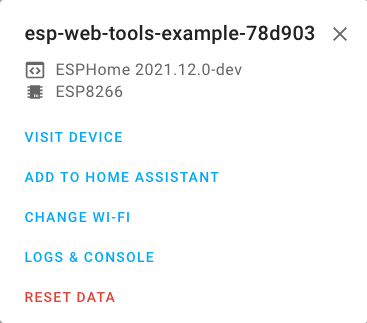 esp-web-tools-example-78d903
ESPHome 2021.12.0-dev
ESP8266
VISIT DEVICE
ADD TO HOME ASSISTANT
CHANGE WI-FI
LOGS & CONSOLE
RESET DATA